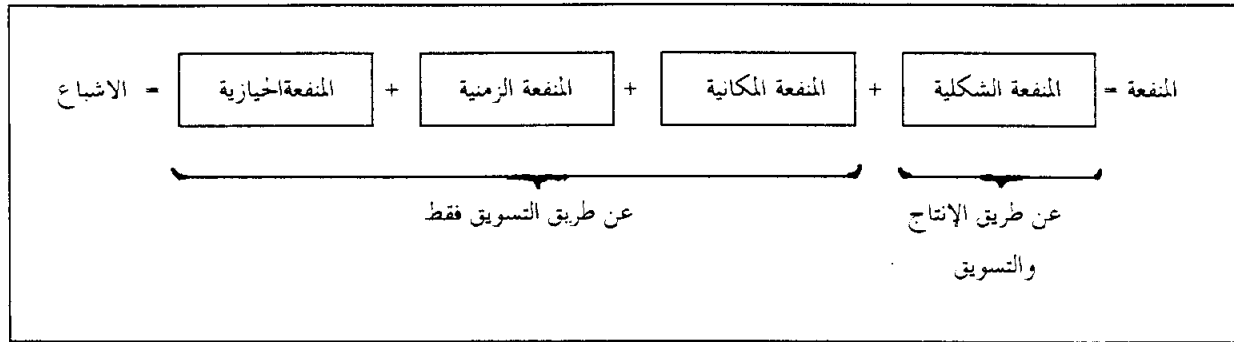 المنفعة = المنفعة الشكلية + المنفعة المكانية + المنفعة الزمنية + المنفعةالحيازية = الاشباع
عن طريق الإنتاج
والتسويق
عن طريق التسويق فقط